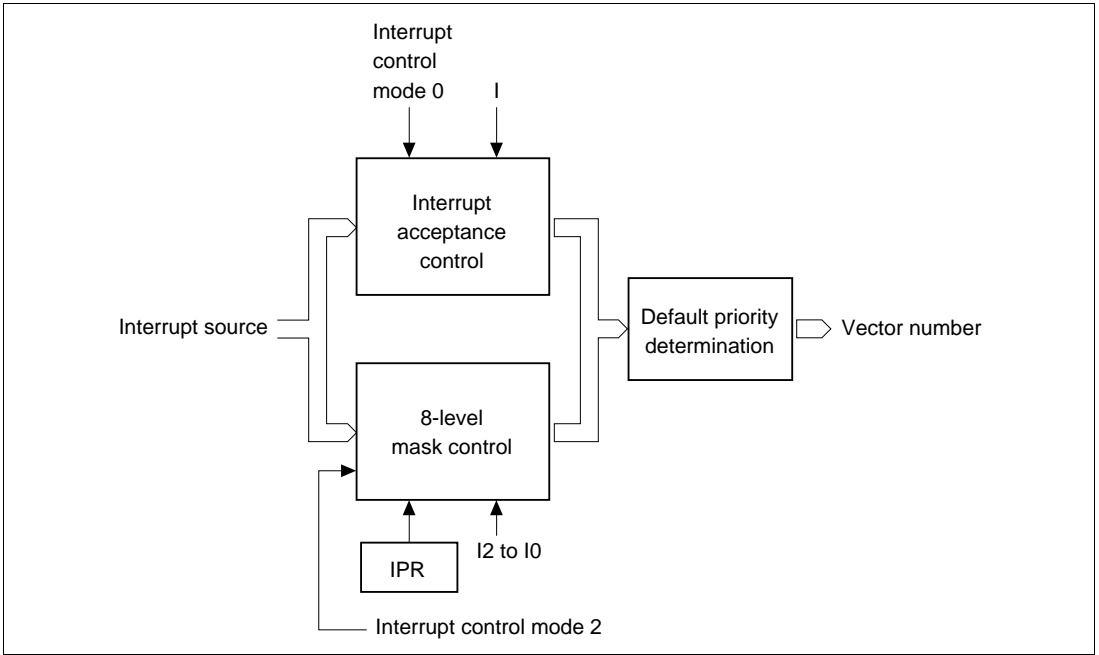 Interrupt
control
mode 0
I
Interrupt
acceptance
control
Interrupt source
Default priority
determination
Vector number
8-level
mask control
IPR
I2 to I0
Interrupt control mode 2